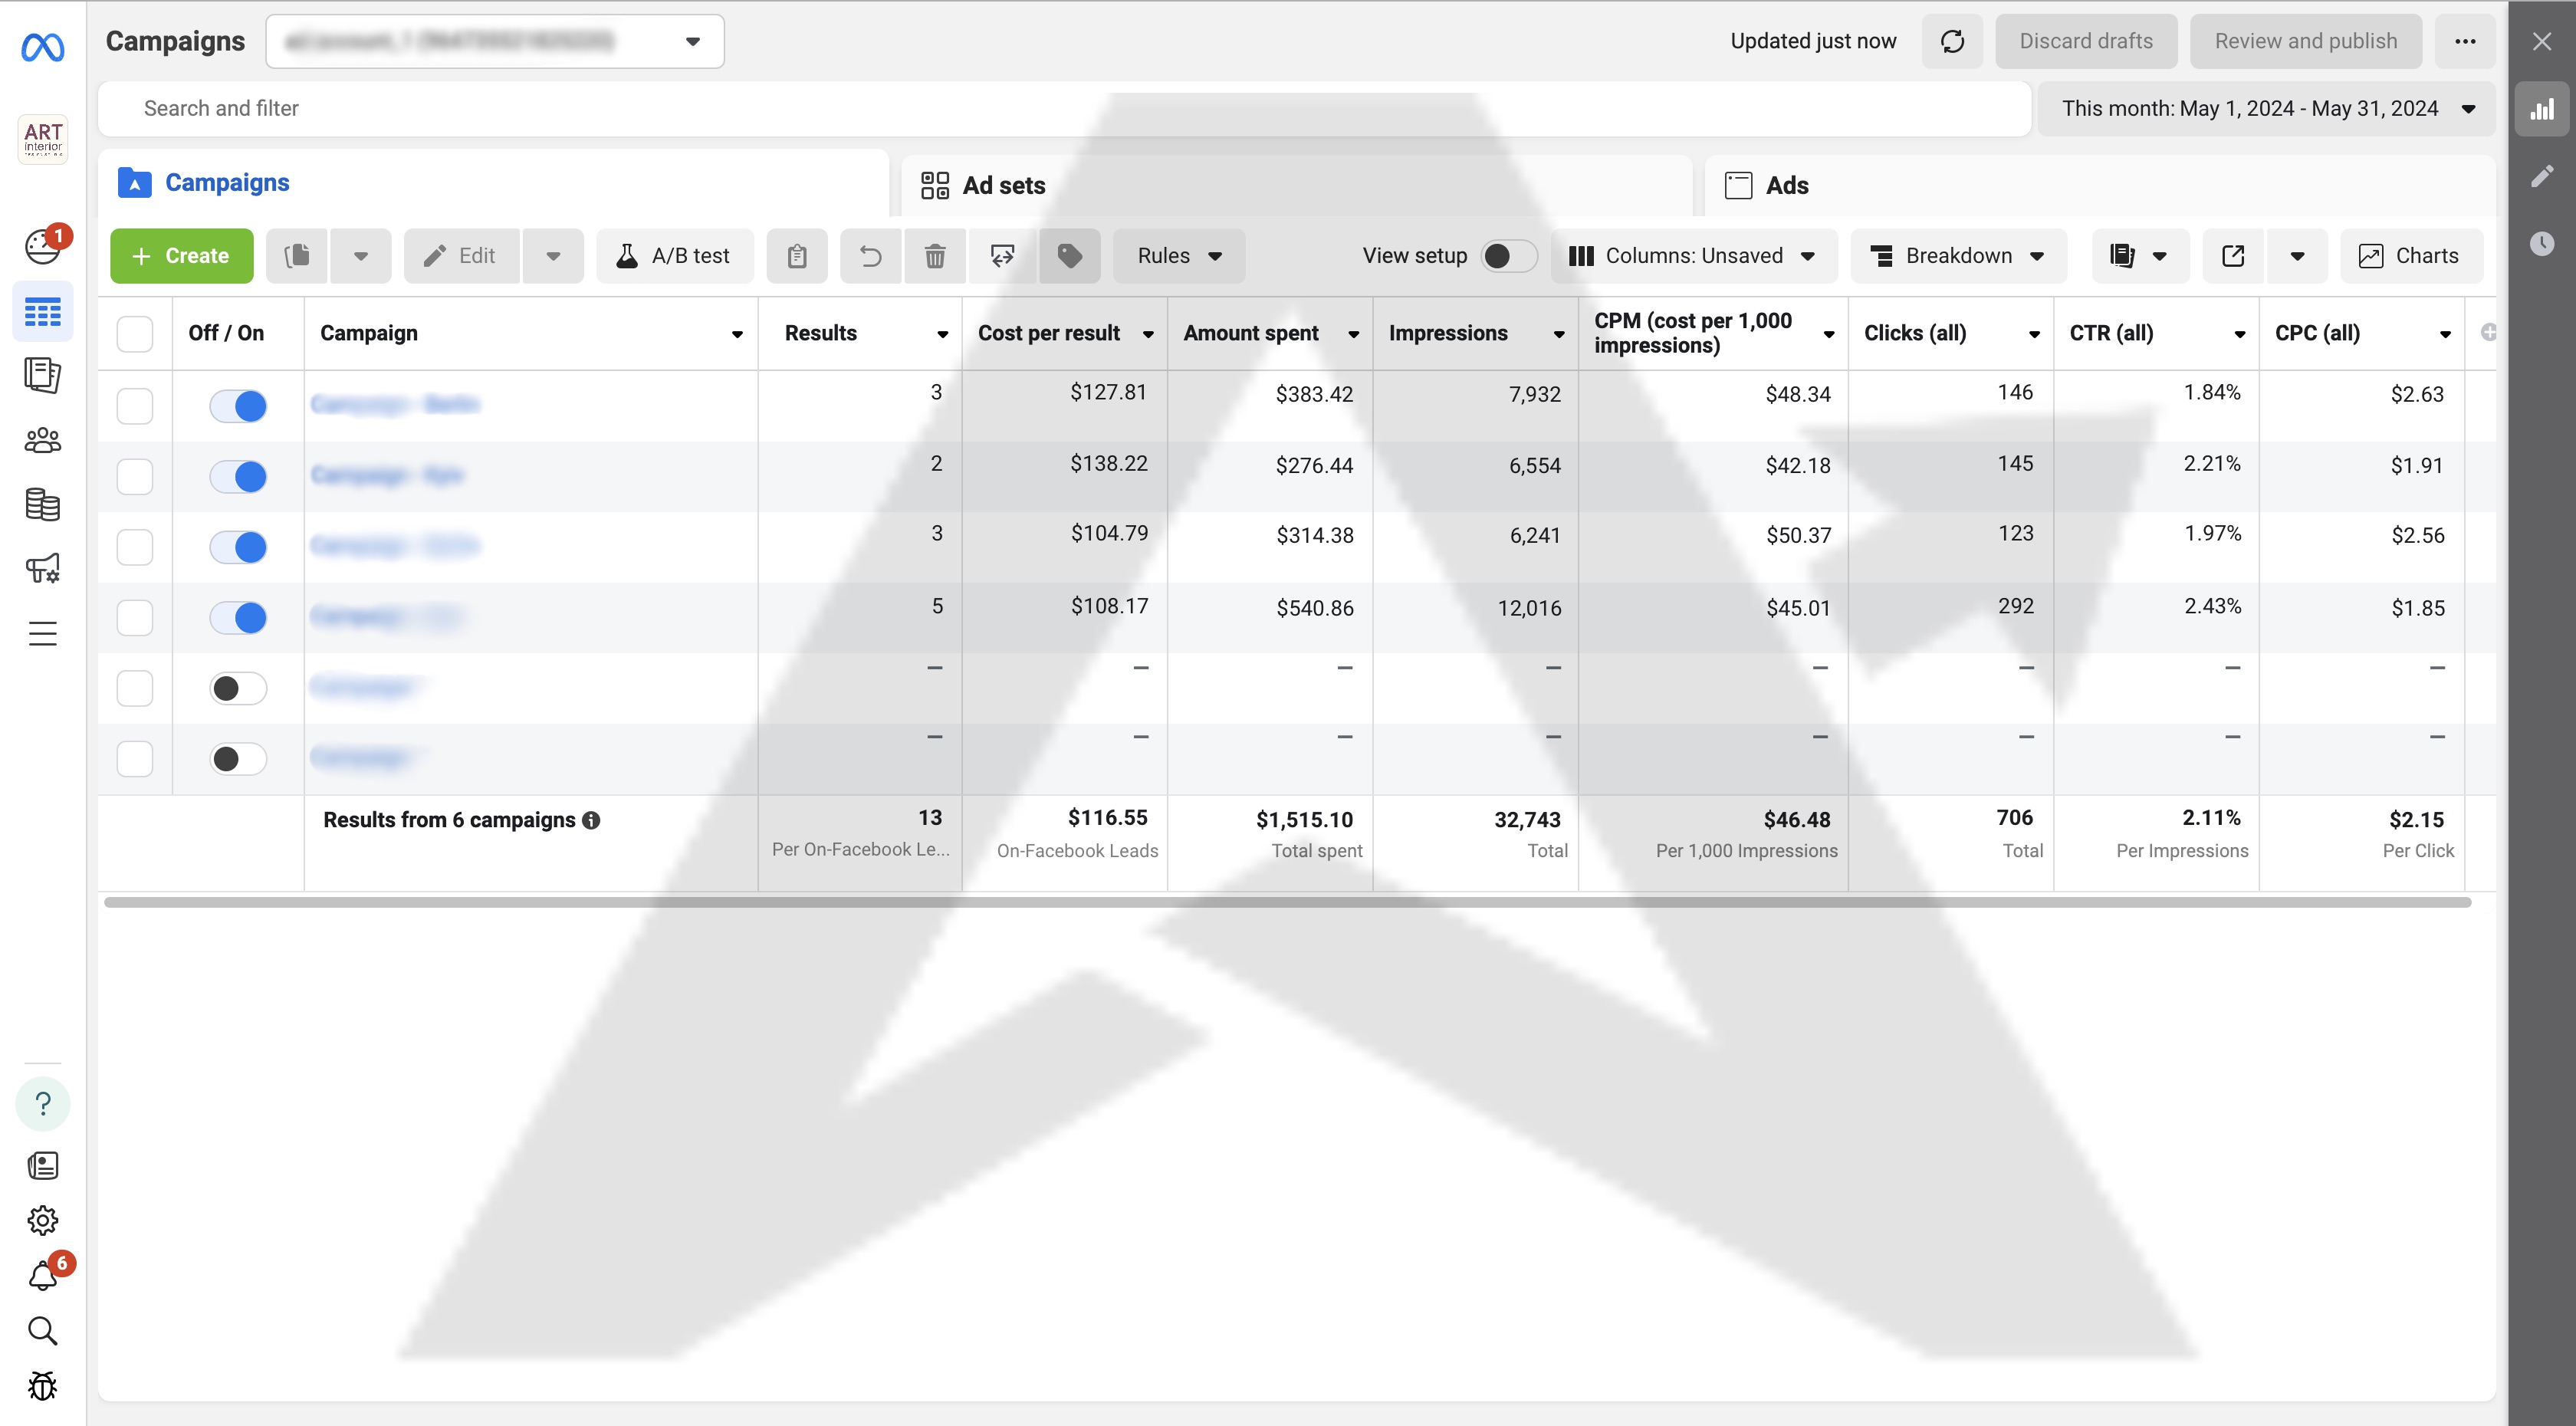 Campaigns
Updated just now
Discard drafts
Review and publish
Search and filter
This month: May 1, 2024 - May 31, 2024
ART
interior
1
Campaigns
Ad sets
Ads
+ Create
Edit
A/B test
Rules
View setup
Columns: Unsaved
Breakdown
Charts
Off / On Campaign Results Cost per result Amount spent Impressions CPM (cost per 1,000 impressions) Clicks (all) CTR (all) CPC (all)
3 $127.81 $383.42 7,932 $48.34 146 1.84% $2.63
2 $138.22 $276.44 6,554 $42.18 145 2.21% $1.91
3 $104.79 $314.38 6,241 $50.37 123 1.97% $2.56
5 $108.17 $540.86 12,016 $45.01 292 2.43% $1.85
— — — — — — — —
— — — — — — — —
Results from 6 campaigns 13 $116.55 $1,515.10 32,743 $46.48 706 2.11% $2.15
Per On-Facebook Le... On-Facebook Leads Total spent Total Per 1,000 Impressions Total Per Impressions Per Click
?
6